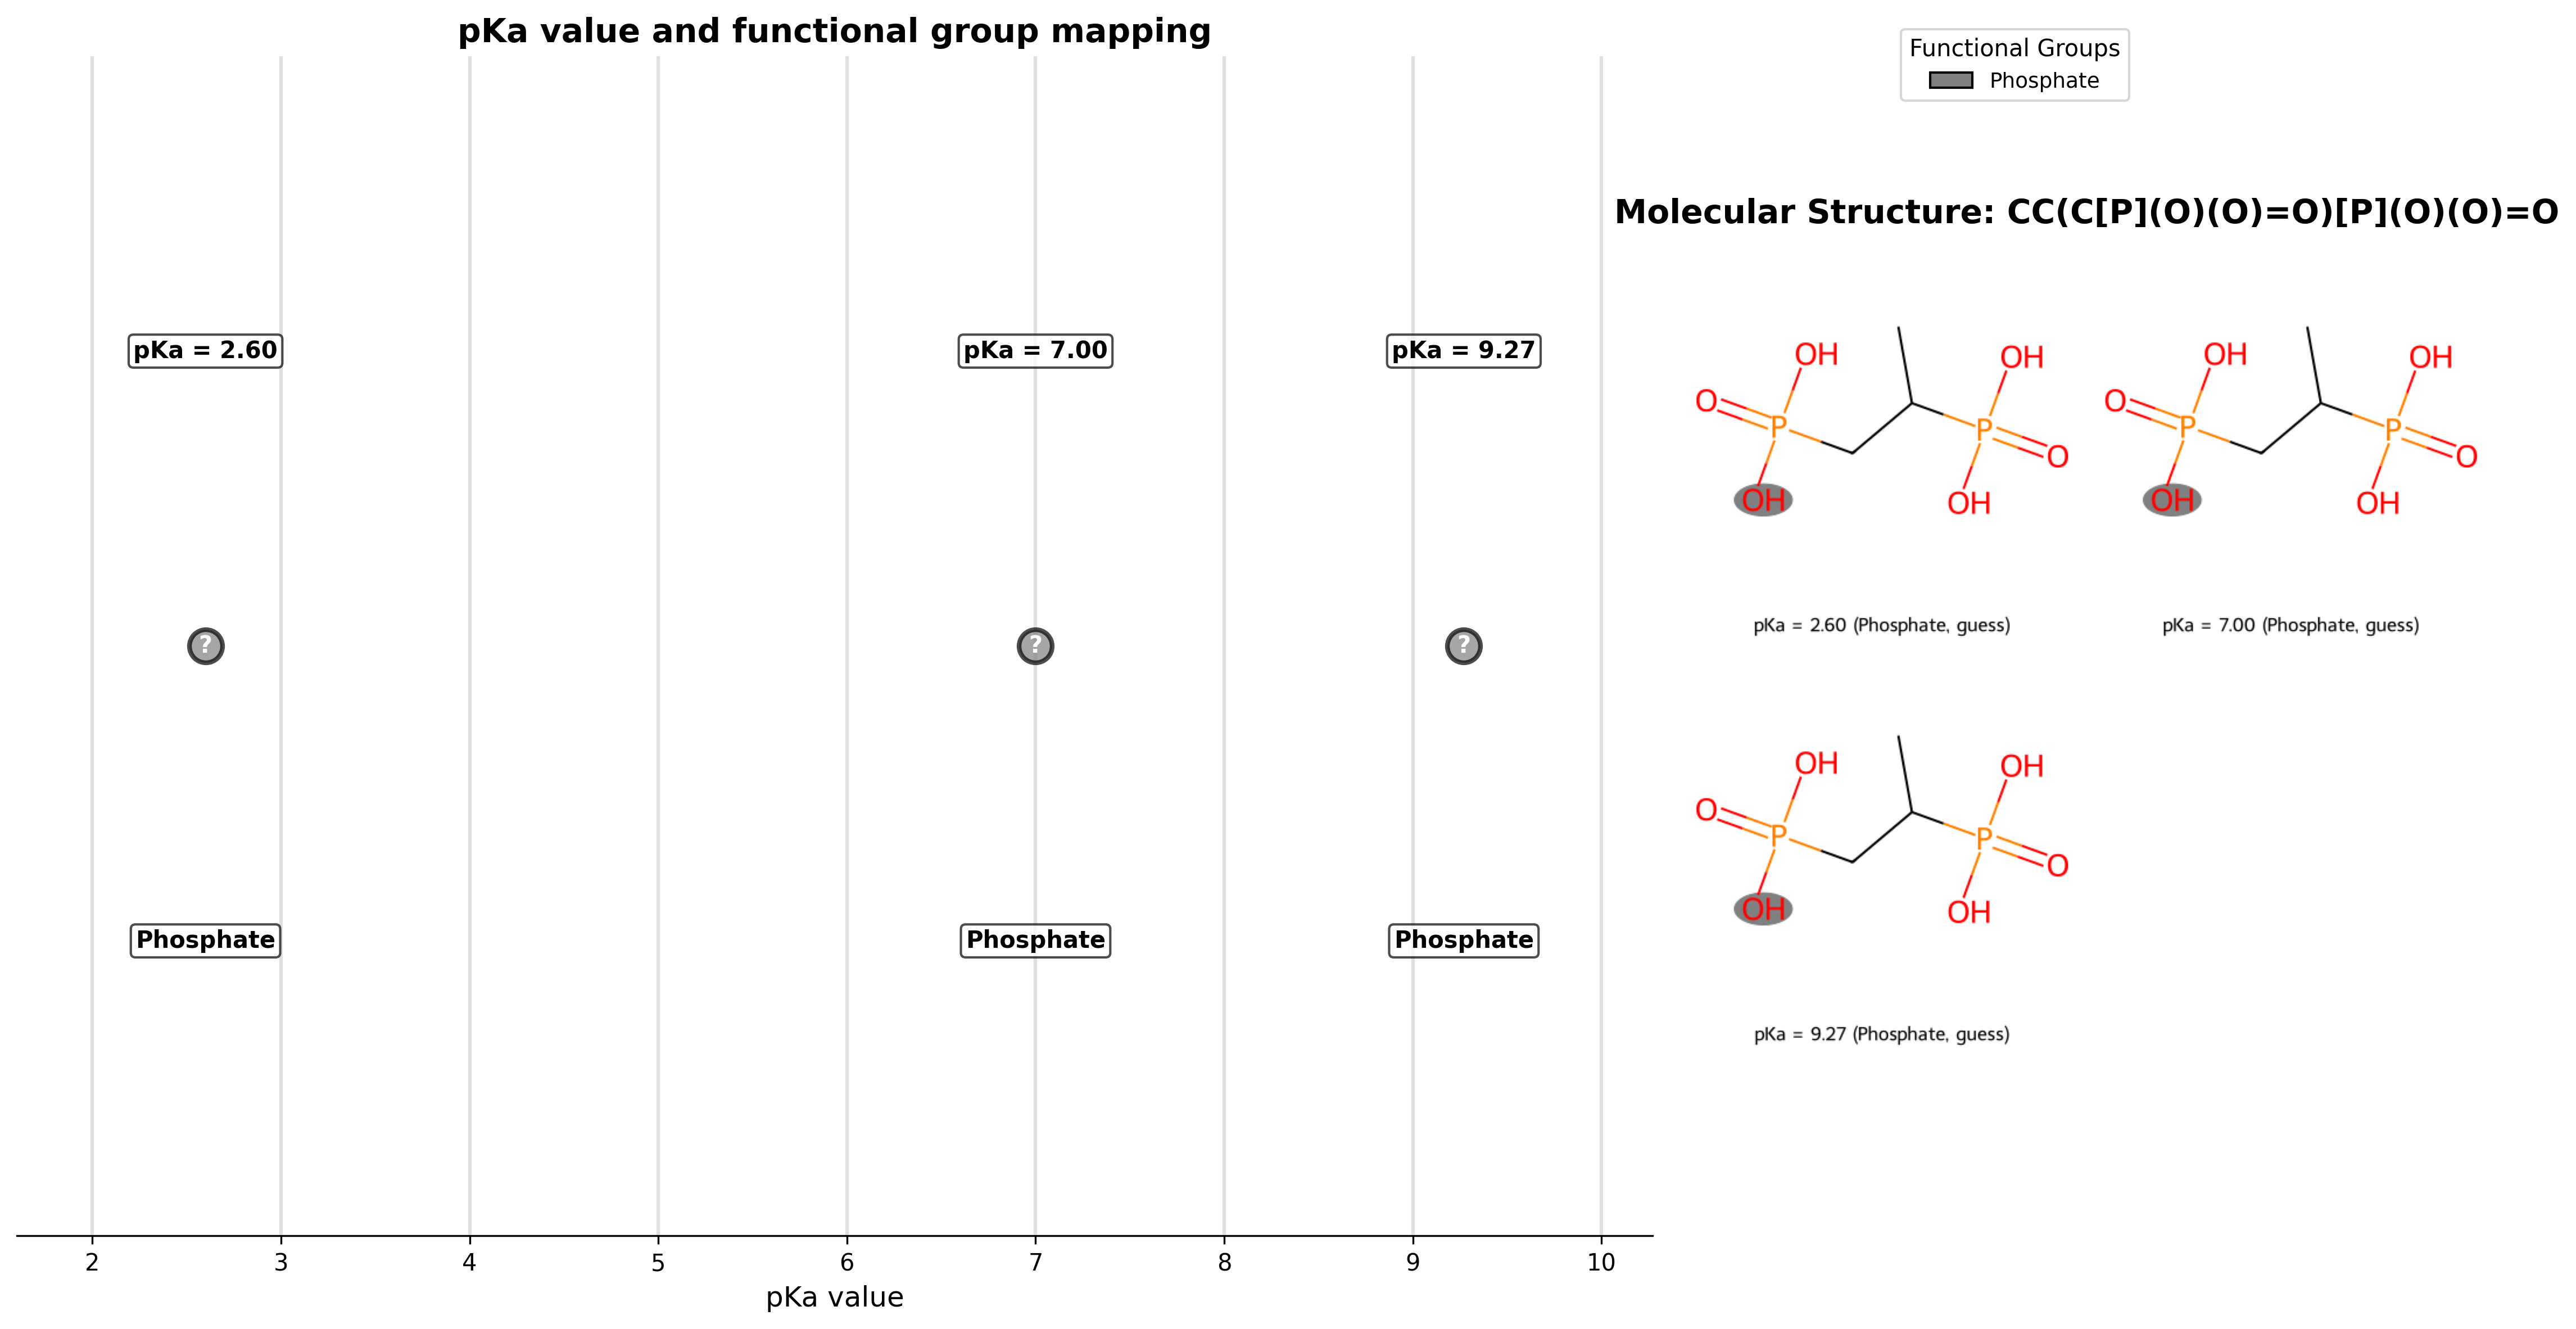 pKa value and functional group mapping
Functional Groups
Phosphate
Molecular Structure: CC(C[P](O)(O)=O)[P](O)(O)=O
pKa = 2.60
pKa = 7.00
pKa = 9.27
?
?
?
Phosphate
Phosphate
Phosphate
2 3 4 5 6 7 8 9 10
pKa value
OH OH
O P P O
OH OH
pKa = 2.60 (Phosphate, guess)
OH OH
O P P O
OH OH
pKa = 7.00 (Phosphate, guess)
OH OH
O P P O
OH OH
pKa = 9.27 (Phosphate, guess)